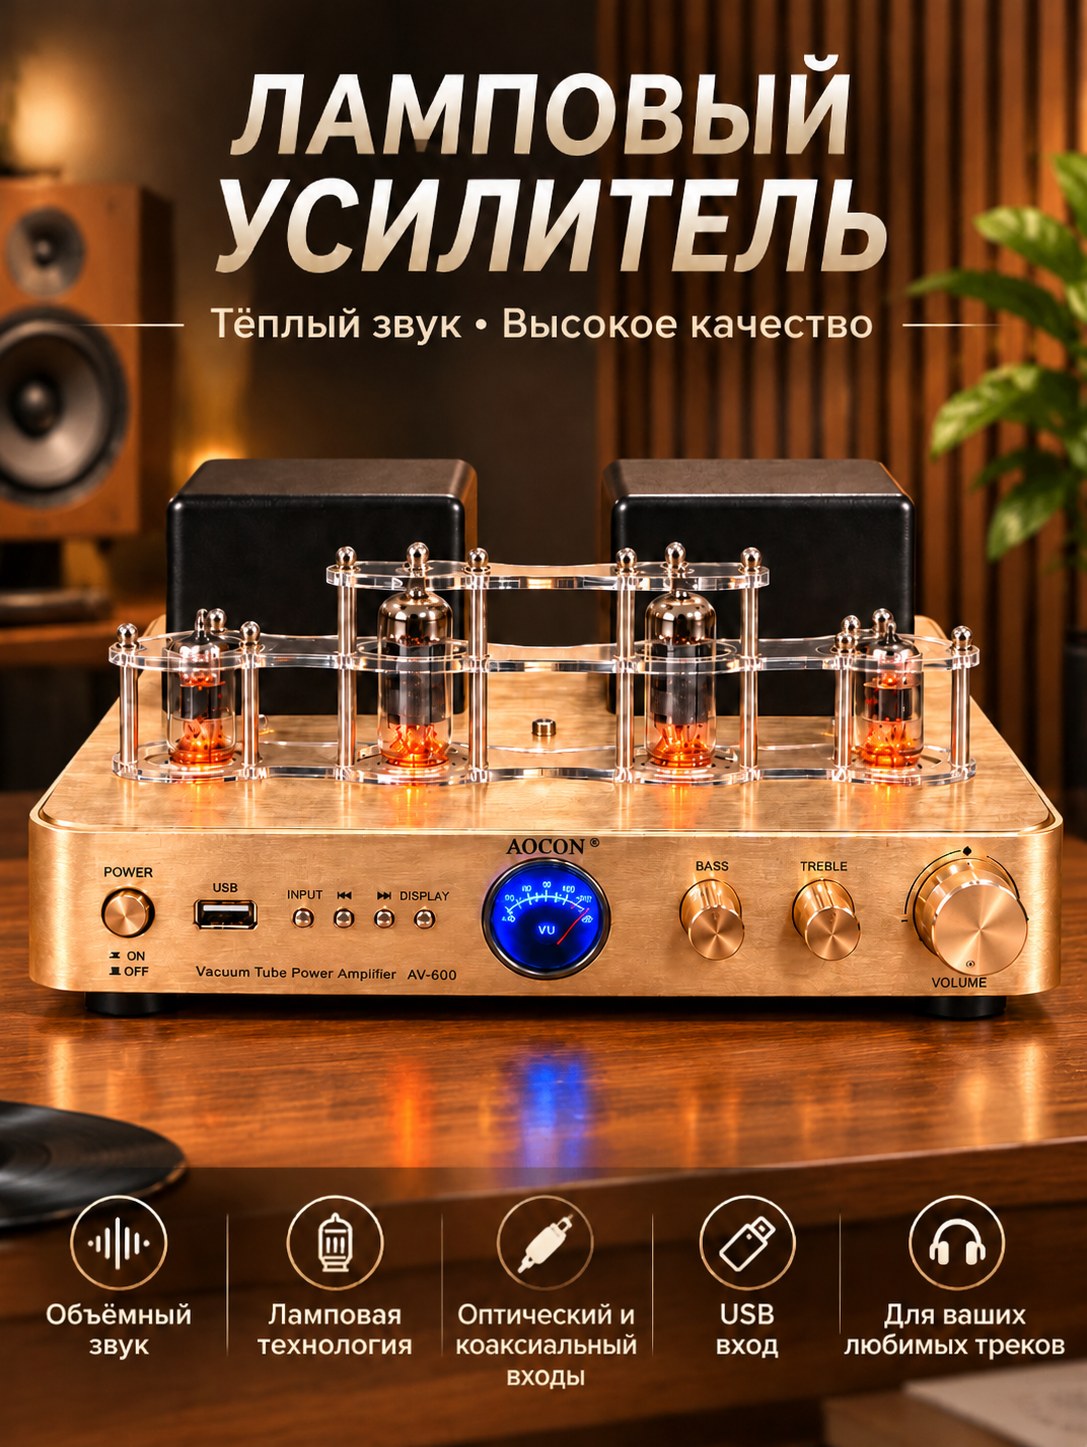 ЛАМПОВЫЙ
УСИЛИТЕЛЬ
Тёплый звук • Высокое качество
AOCON ®
POWER
USB
INPUT
DISPLAY
BASS
TREBLE
VU
ON
OFF
Vacuum Tube Power Amplifier AV-600
VOLUME
Объёмный
звук
Ламповая
технология
Оптический и
коаксиальный
входы
USB
вход
Для ваших
любимых треков